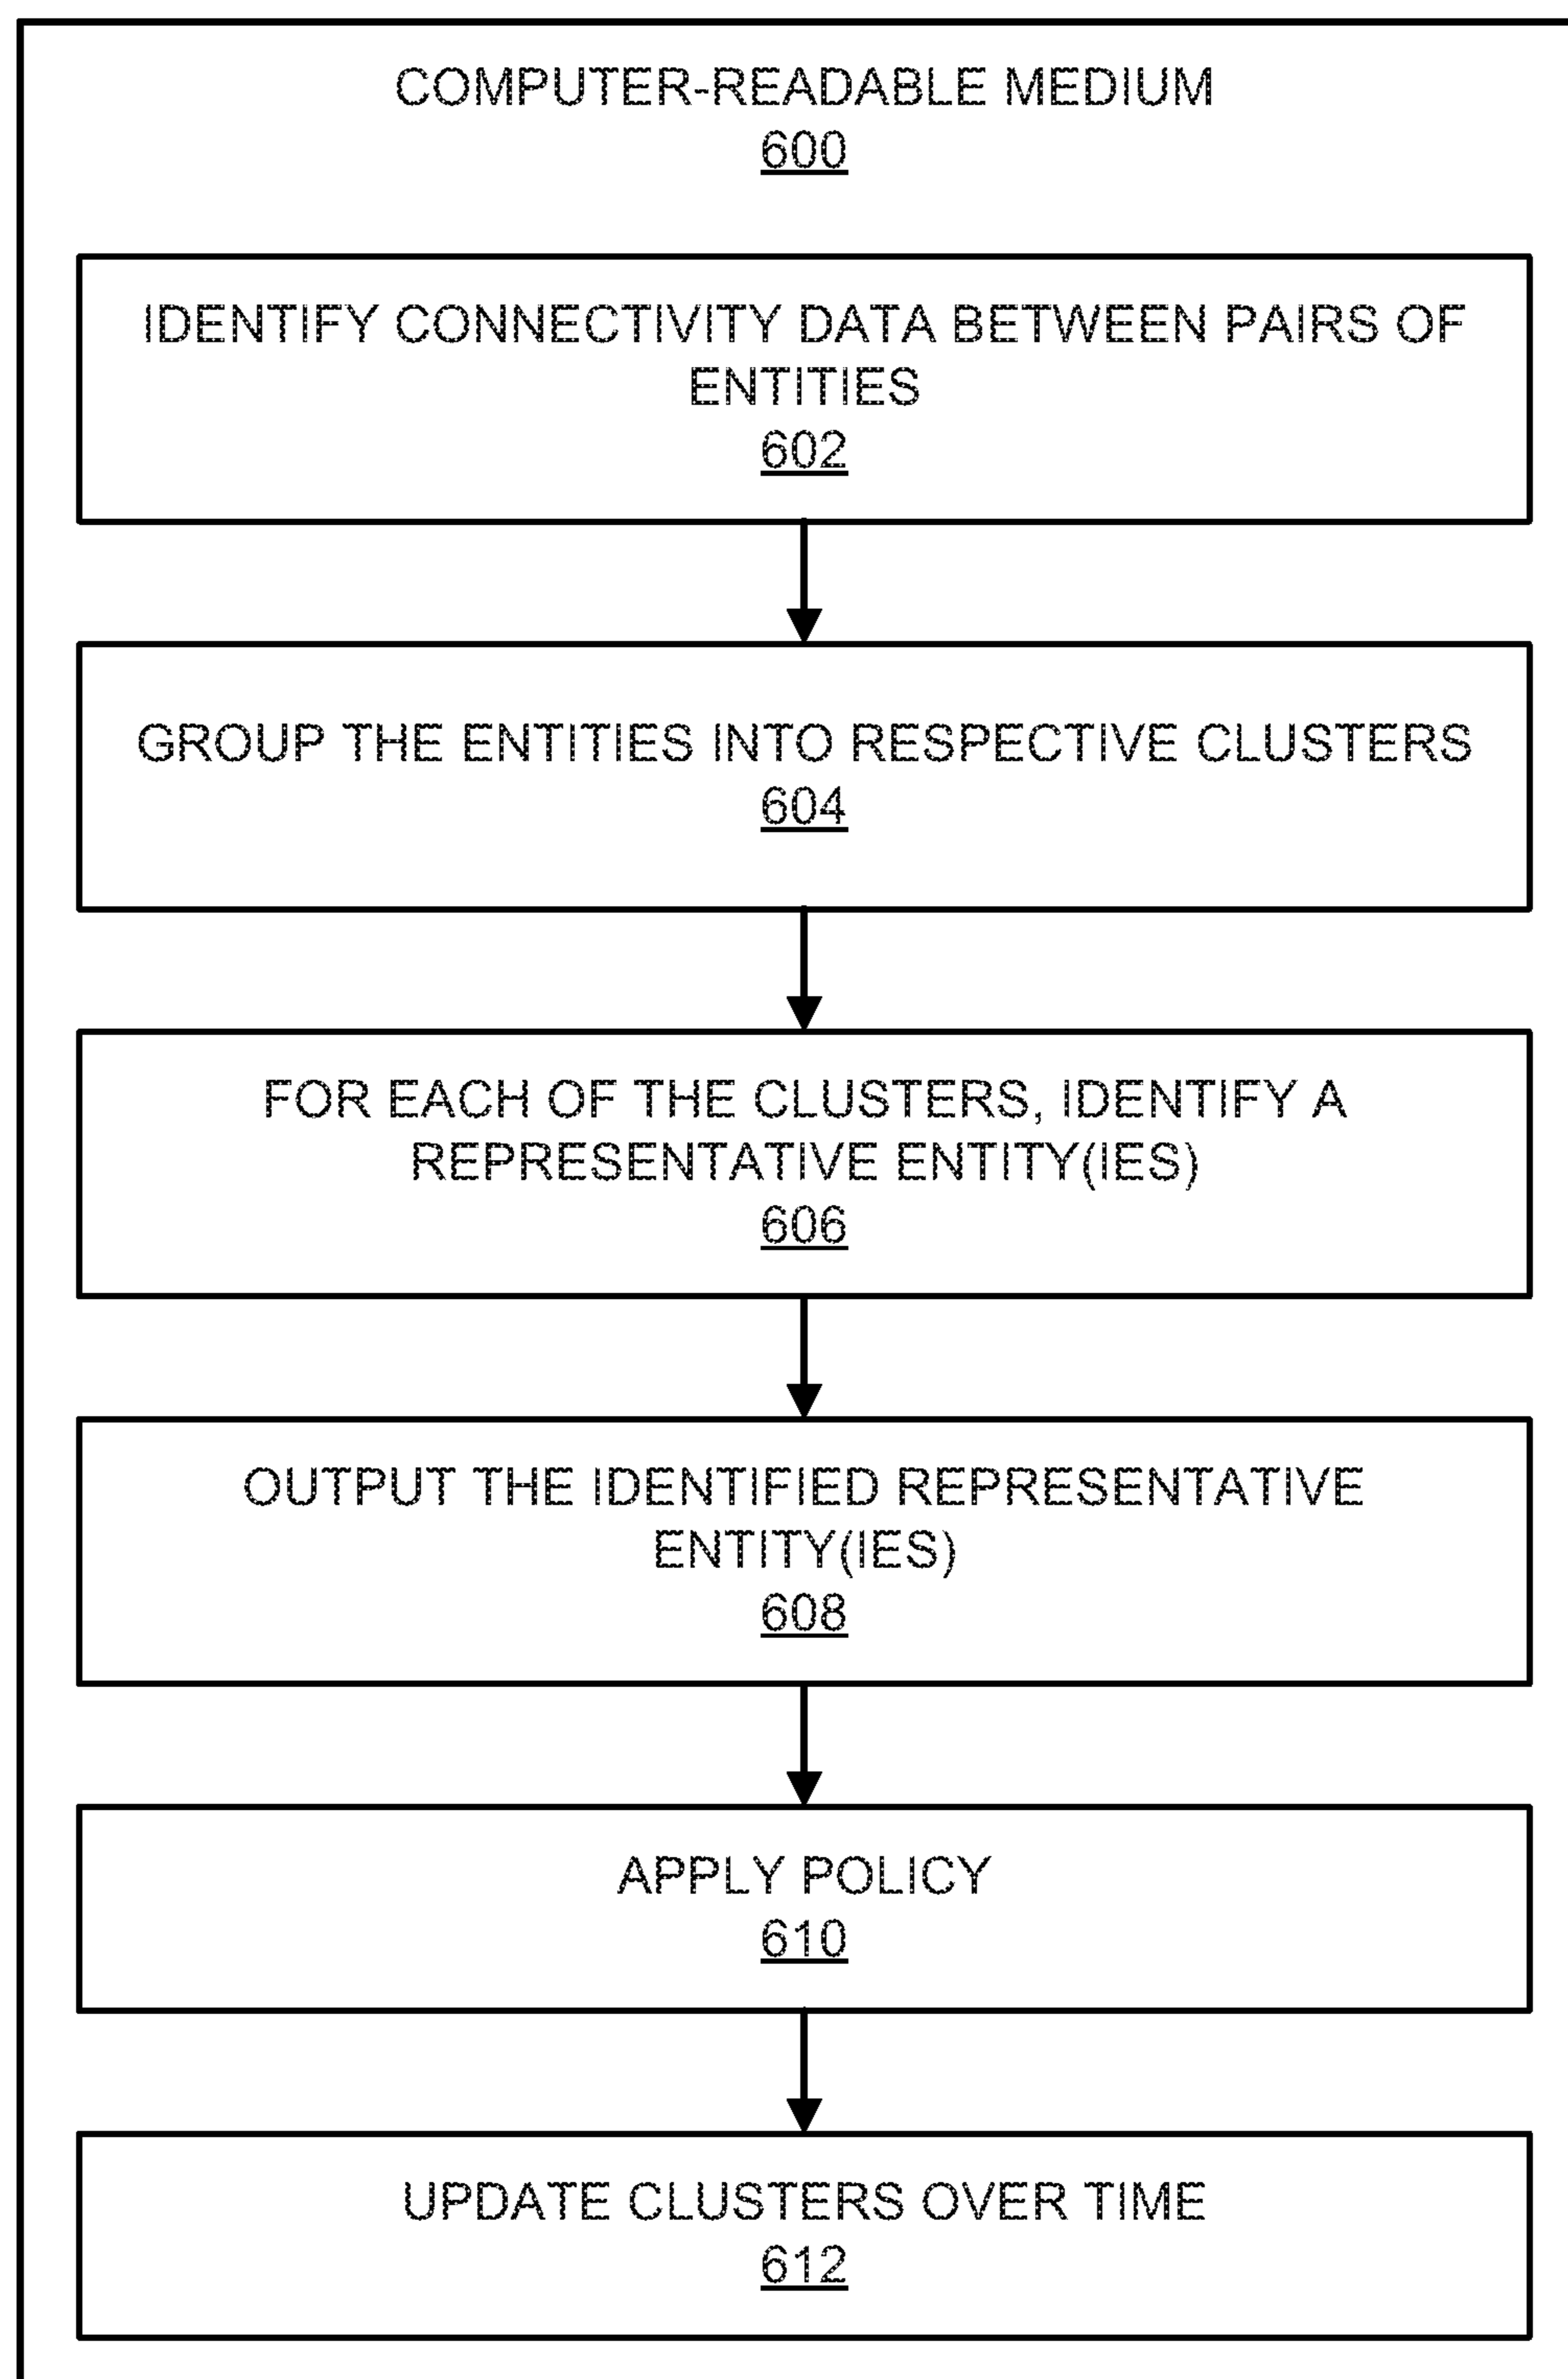 COMPUTER-READABLE MEDIUM
600
IDENTIFY CONNECTIVITY DATA BETWEEN PAIRS OF
ENTITIES
602
GROUP THE ENTITIES INTO RESPECTIVE CLUSTERS
604
FOR EACH OF THE CLUSTERS, IDENTIFY A
REPRESENTATIVE ENTITY(IES)
606
OUTPUT THE IDENTIFIED REPRESENTATIVE
ENTITY(IES)
608
APPLY POLICY
610
UPDATE CLUSTERS OVER TIME
612